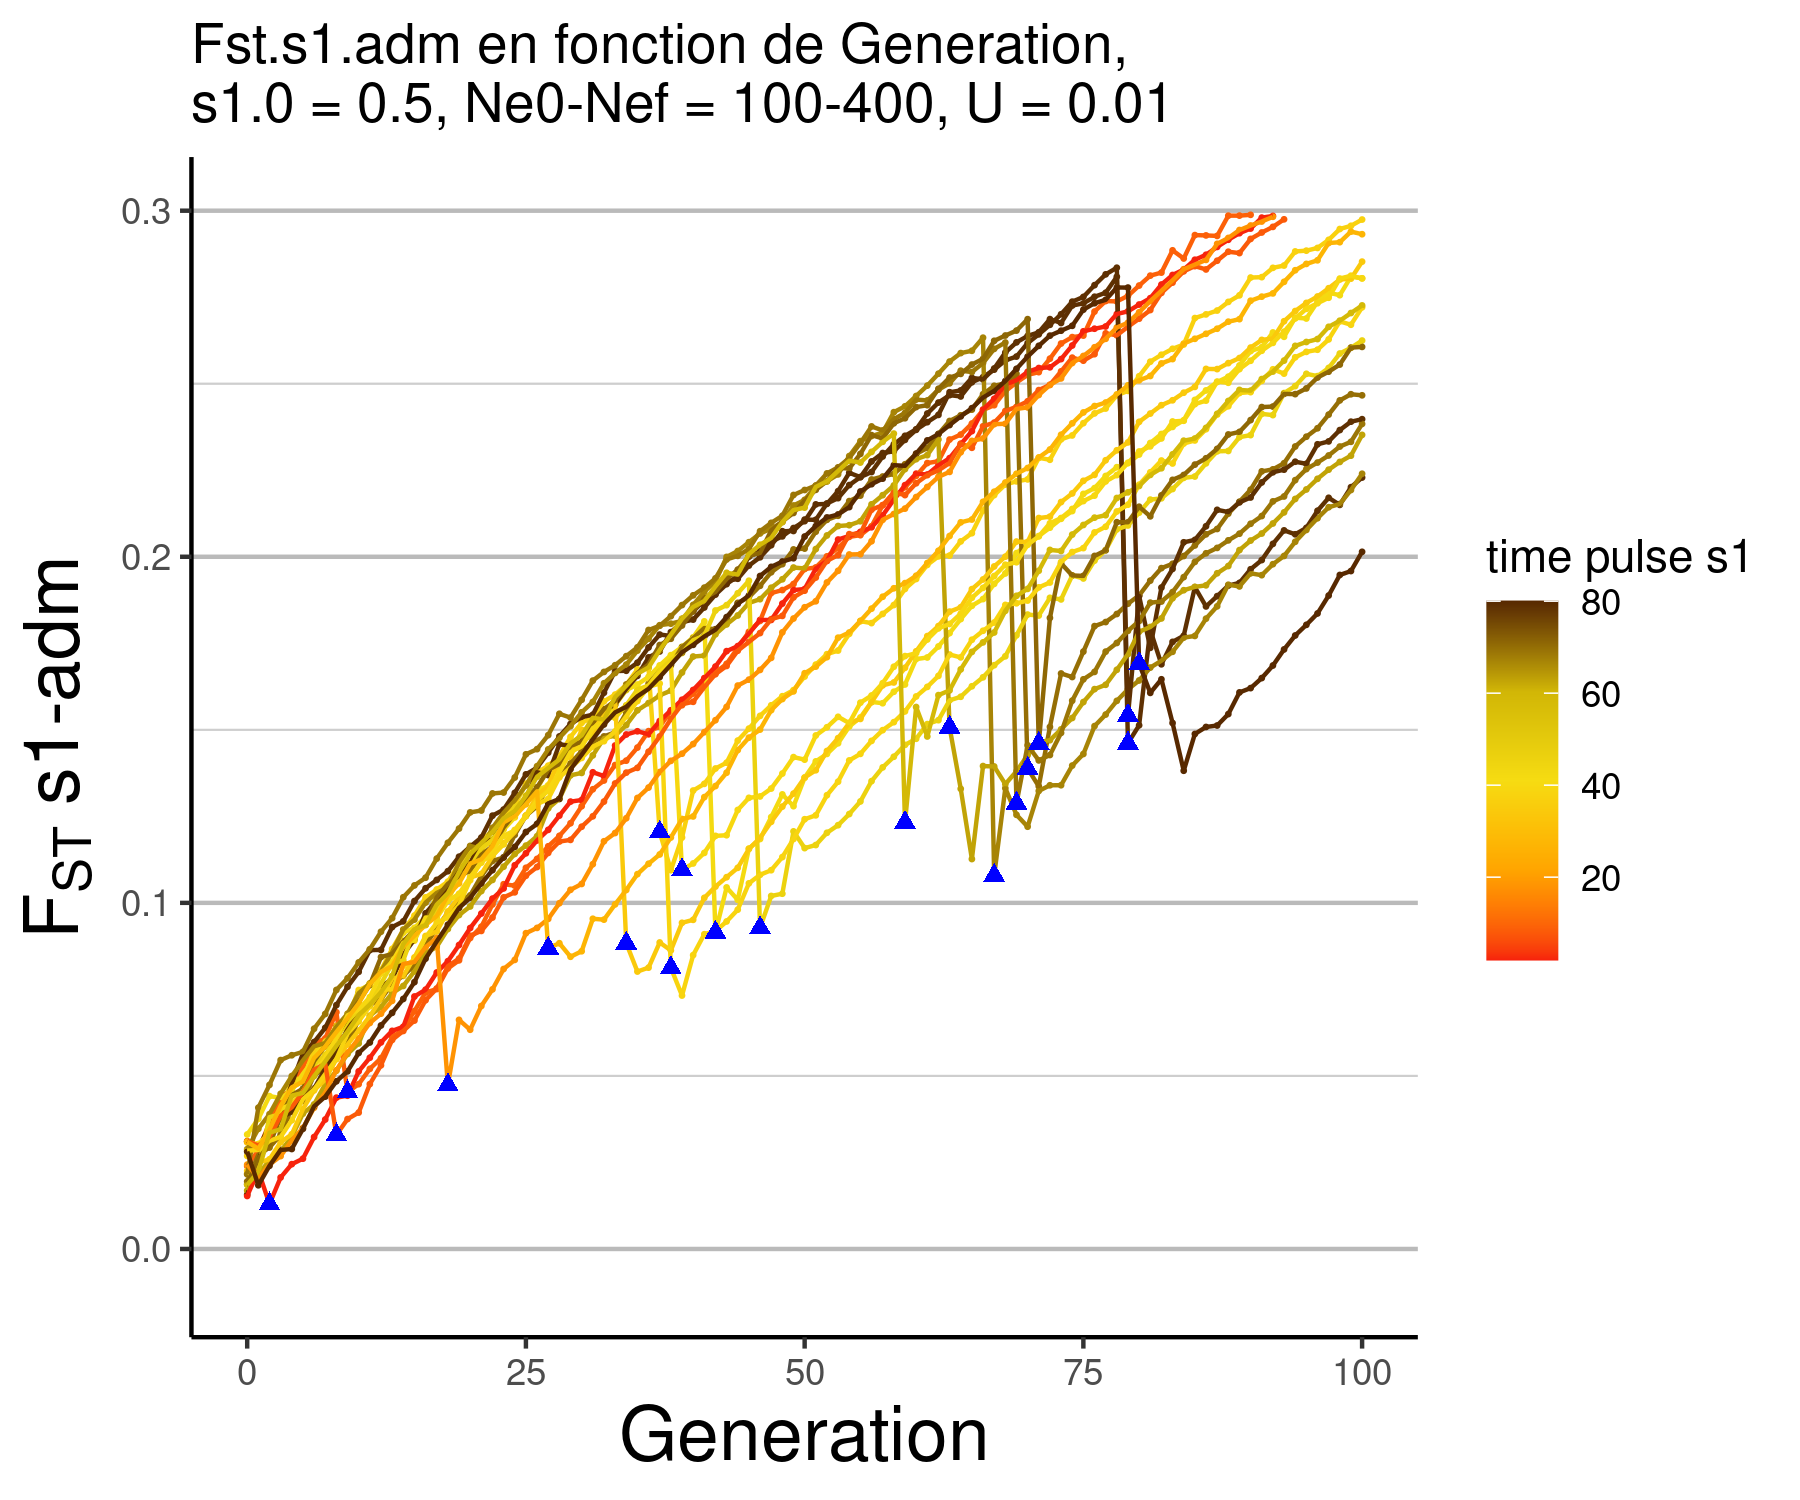 Fst.s1.adm en fonction de Generation,
s1.0 = 0.5, Ne0-Nef = 100-400, U = 0.01
FST s1-adm
0.3
0.2
0.1
0.0
0 25 50 75 100
Generation
time pulse s1
80
60
40
20